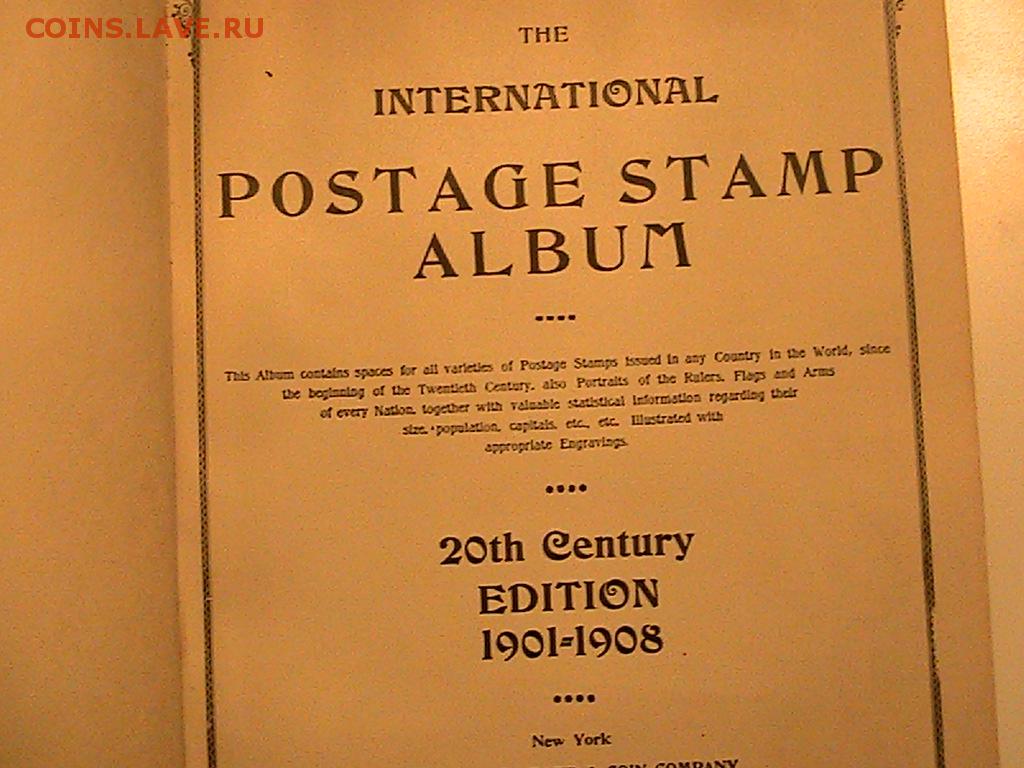 COINS.LAVE.RU
THE
INTERNATIONAL
POSTAGE STAMP
ALBUM
This Album contains spaces for all varieties of Postage Stamps issued in any Country in the World, since
the beginning of the Twentieth Century, also Portraits of the Rulers, Flags and Arms
of every Nation, together with valuable statistical information regarding their
size, population, capitals, etc., etc. Illustrated with
appropriate Engravings.
20th Century
EDITION
1901-1908
New York
& COIN COMPANY